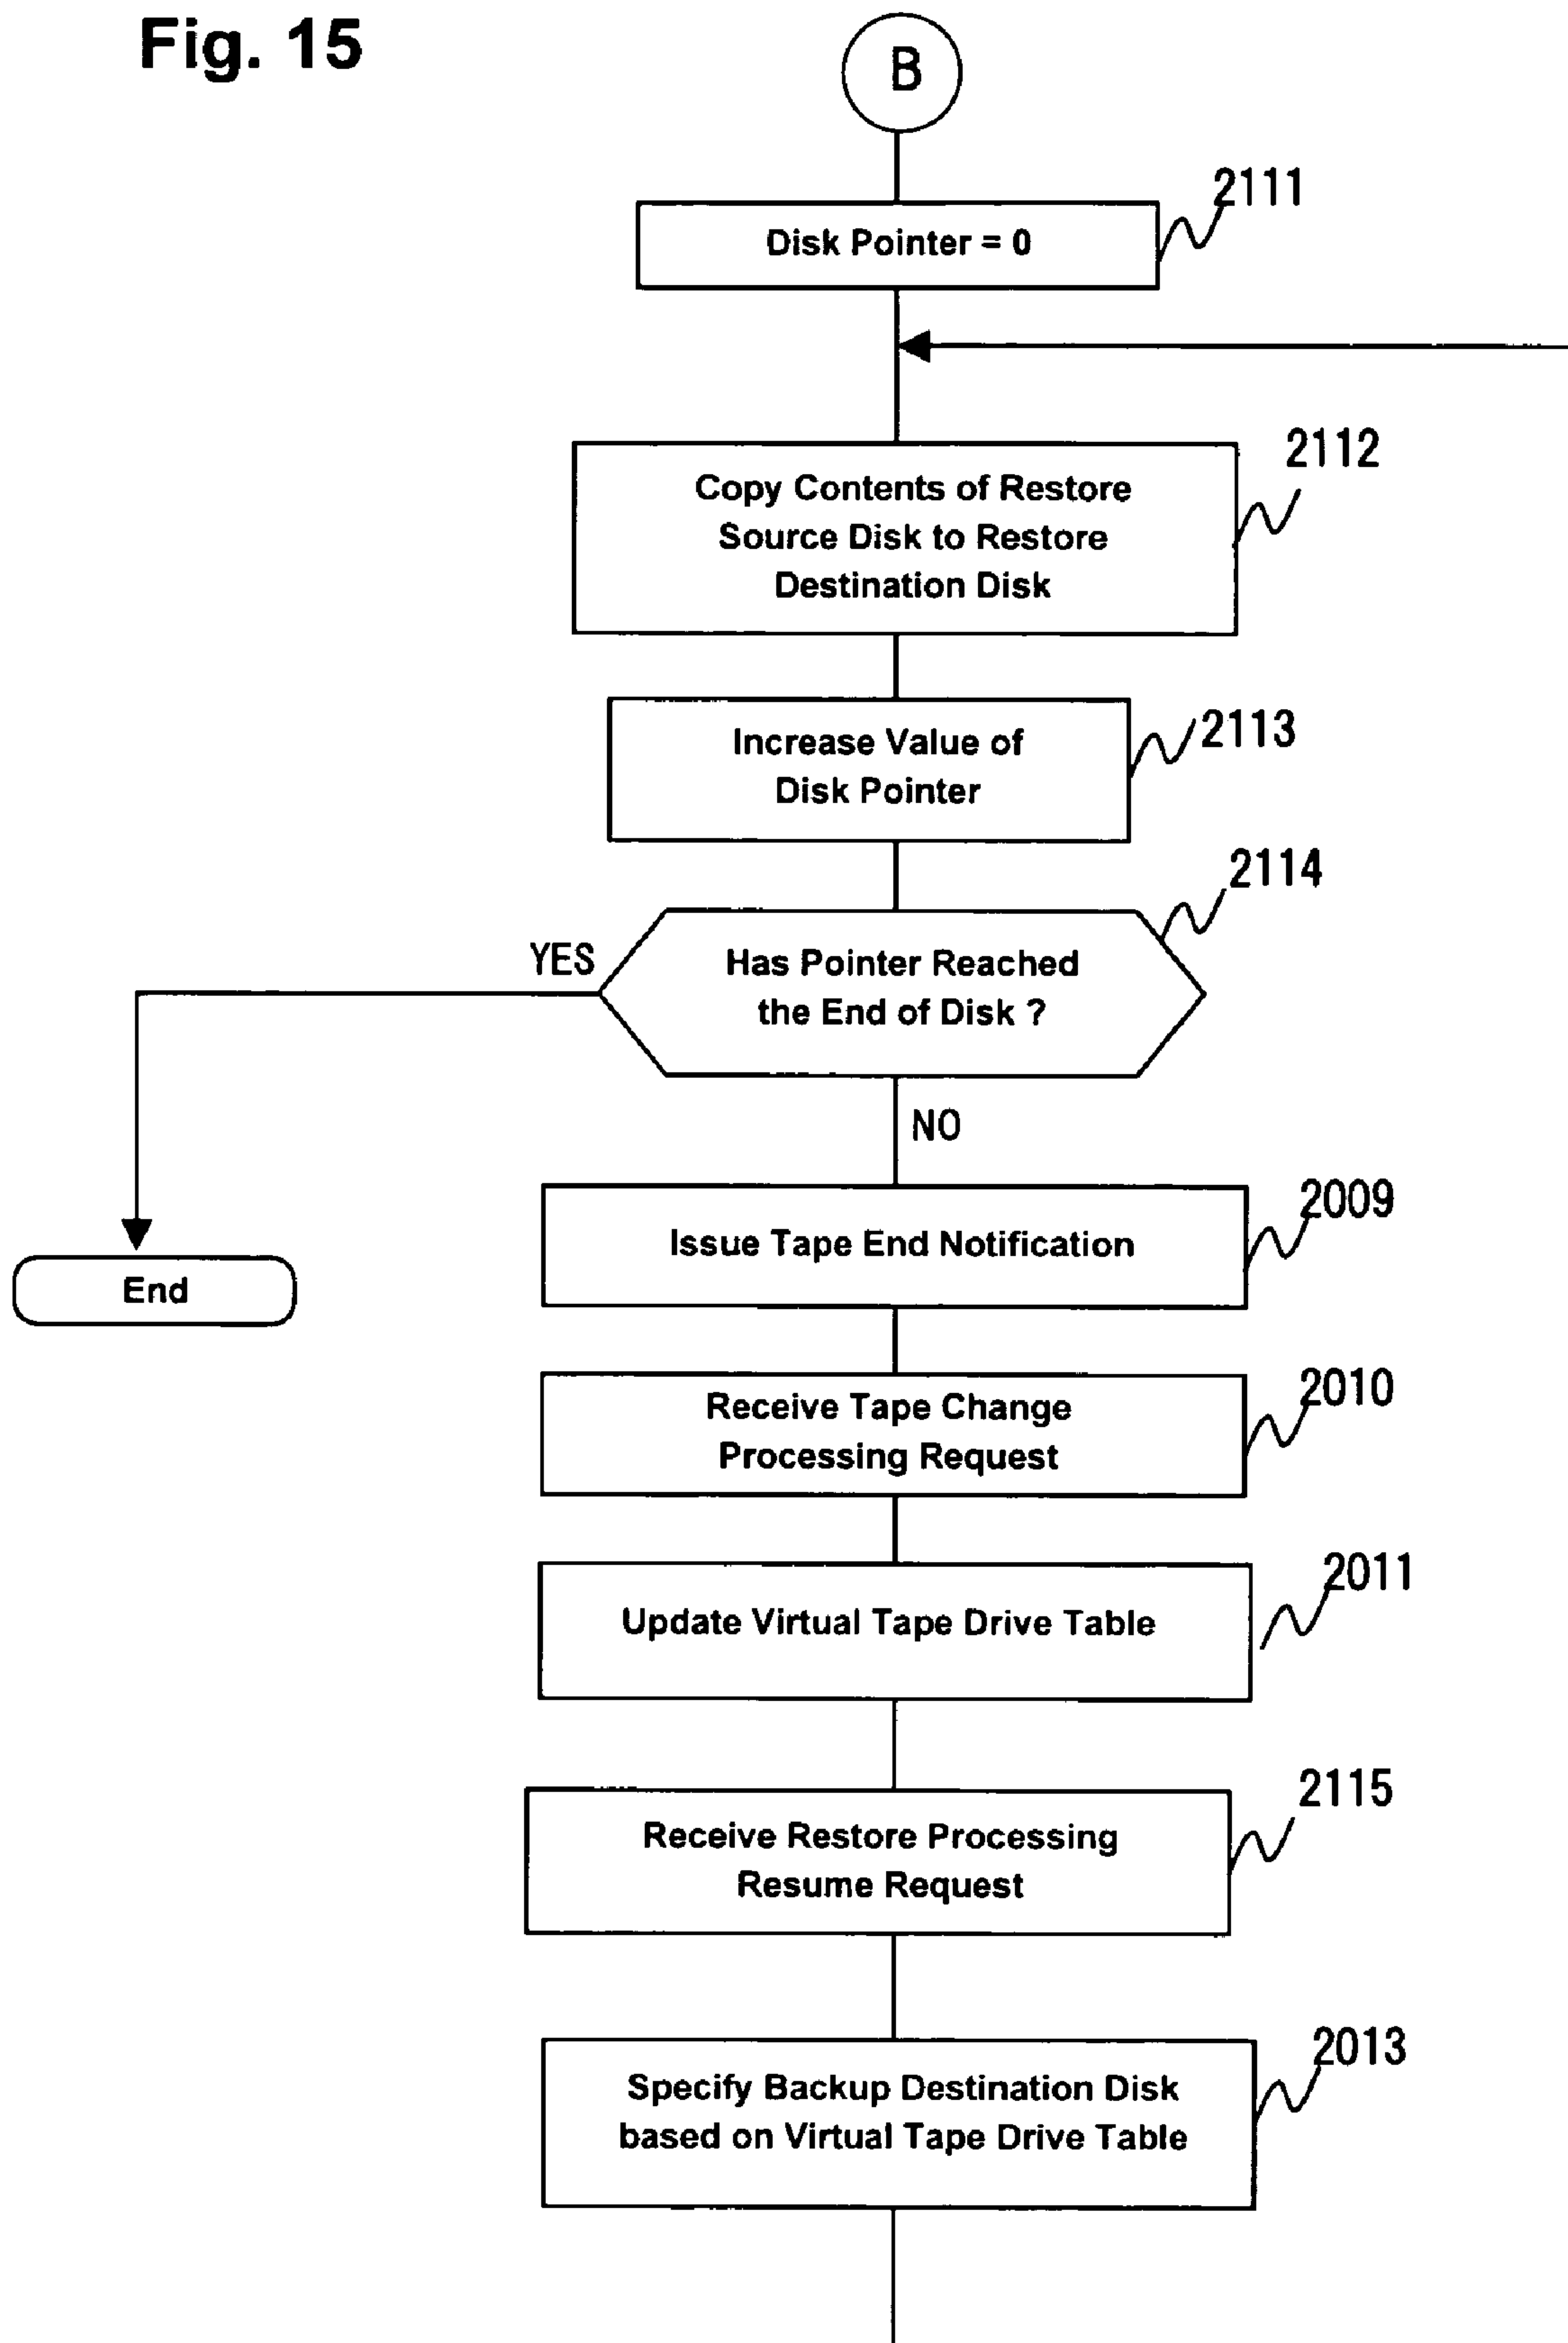 Fig. 15
B
2111
Disk Pointer = 0
2112
Copy Contents of Restore
Source Disk to Restore
Destination Disk
2113
Increase Value of
Disk Pointer
2114
YES
Has Pointer Reached
the End of Disk ?
NO
2009
Issue Tape End Notification
End
2010
Receive Tape Change
Processing Request
2011
Update Virtual Tape Drive Table
2115
Receive Restore Processing
Resume Request
2013
Specify Backup Destination Disk
based on Virtual Tape Drive Table